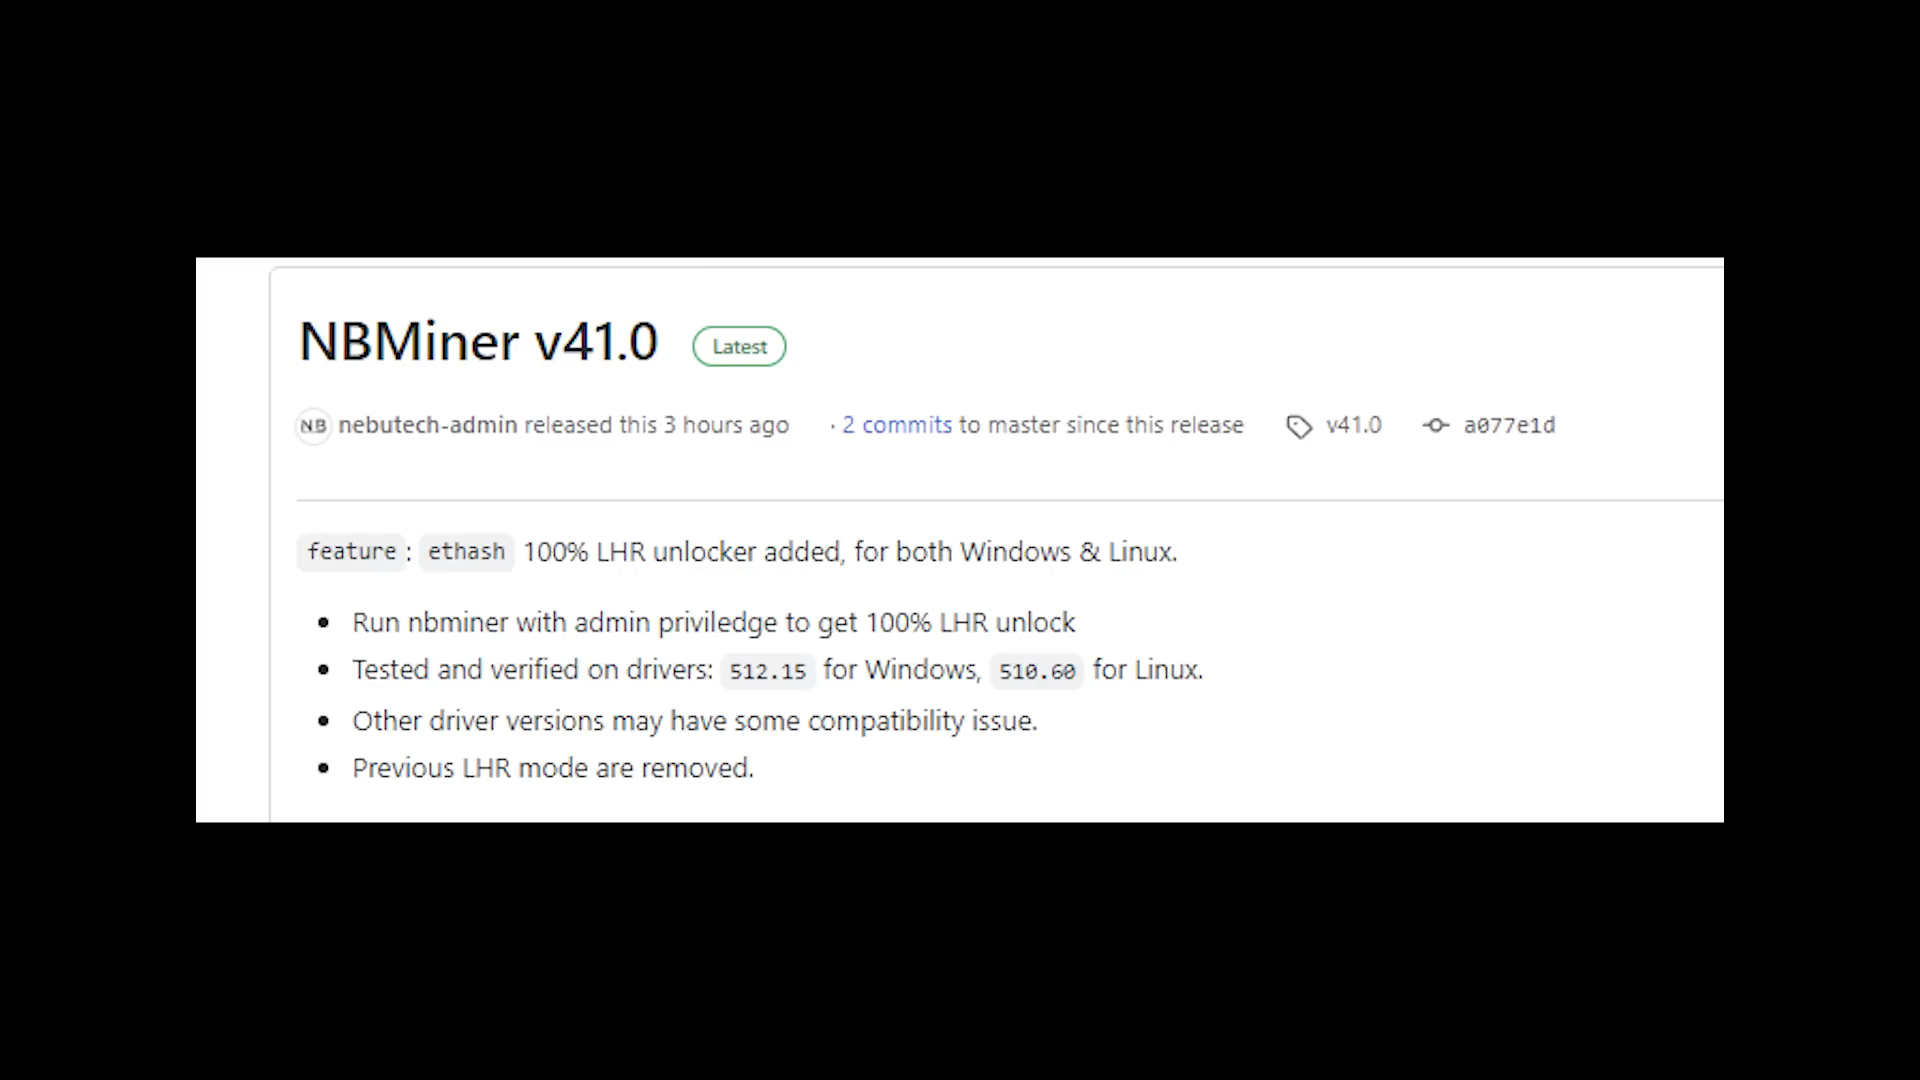 NBMiner v41.0 Latest
NB nebutech-admin released this 3 hours ago · 2 commits to master since this release v41.0 a077e1d
feature: ethash 100% LHR unlocker added, for both Windows & Linux.
• Run nbminer with admin priviledge to get 100% LHR unlock
• Tested and verified on drivers: 512.15 for Windows, 510.60 for Linux.
• Other driver versions may have some compatibility issue.
• Previous LHR mode are removed.